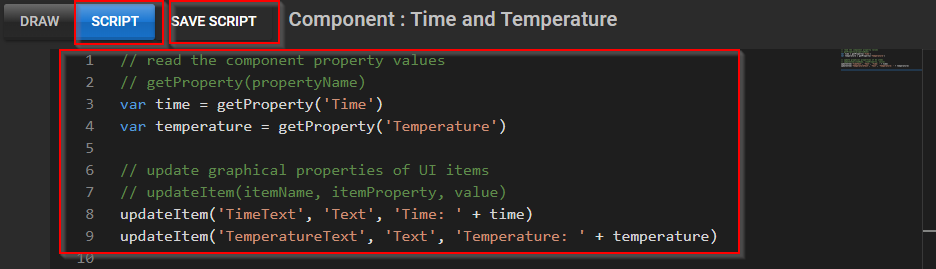 DRAW SCRIPT SAVE SCRIPT Component : Time and Temperature
1 // read the component property values
2 // getProperty(propertyName)
3 var time = getProperty('Time')
4 var temperature = getProperty('Temperature')
5
6 // update graphical properties of UI items
7 // updateItem(itemName, itemProperty, value)
8 updateItem('TimeText', 'Text', 'Time: ' + time)
9 updateItem('TemperatureText', 'Text', 'Temperature: ' + temperature)
10